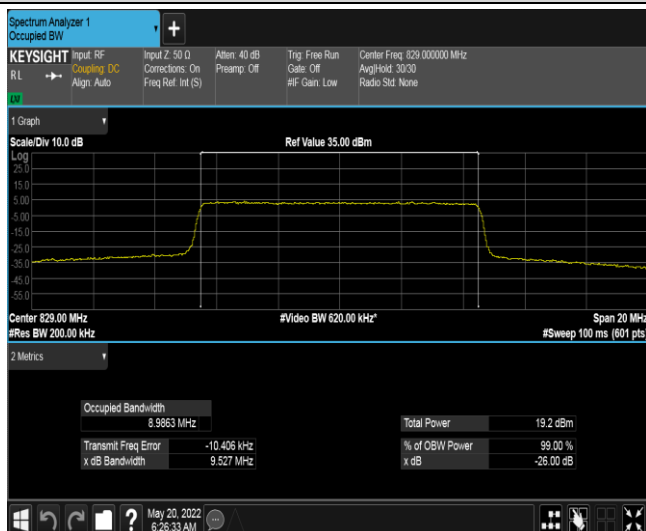 Spectrum Analyzer 1
Occupied BW
+
KEYSIGHT Input: RF Input Z: 50 Ω Atten: 40 dB Trig: Free Run Center Freq: 829.000000 MHz
RL Coupling: DC Corrections: On Preamp: Off Gate: Off Avg|Hold: 30/30
Align: Auto Freq Ref: Int (S) #IF Gain: Low Radio Std: None
1 Graph
Scale/Div 10.0 dB Ref Value 35.00 dBm
Log
25.0
15.0
5.00
-5.00
-15.0
-25.0
-35.0
-45.0
-55.0
Center 829.00 MHz #Video BW 620.00 kHz* Span 20 MHz
#Res BW 200.00 kHz #Sweep 100 ms (601 pts
2 Metrics
Occupied Bandwidth
8.9863 MHz Total Power 19.2 dBm
Transmit Freq Error -10.406 kHz % of OBW Power 99.00 %
x dB Bandwidth 9.527 MHz x dB -26.00 dB
?
May 20, 2022
6:26:33 AM